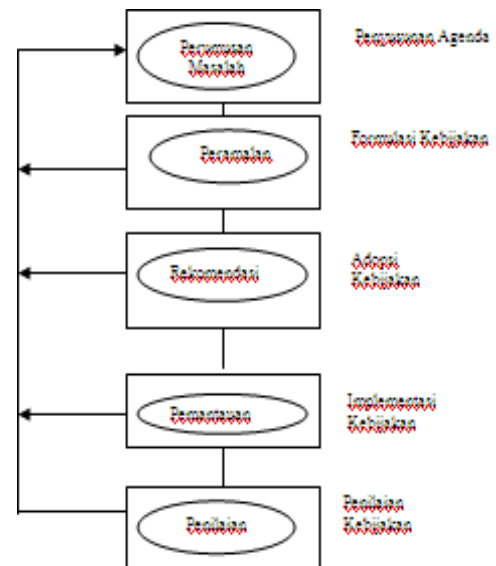 Perumusan
Masalah
Penyusunan Agenda
Peramalan
Formulasi Kebijakan
Rekomendasi
Adopsi
Kebijakan
Pemantauan
Implementasi
Kebijakan
Penilaian
Penilaian
Kebijakan